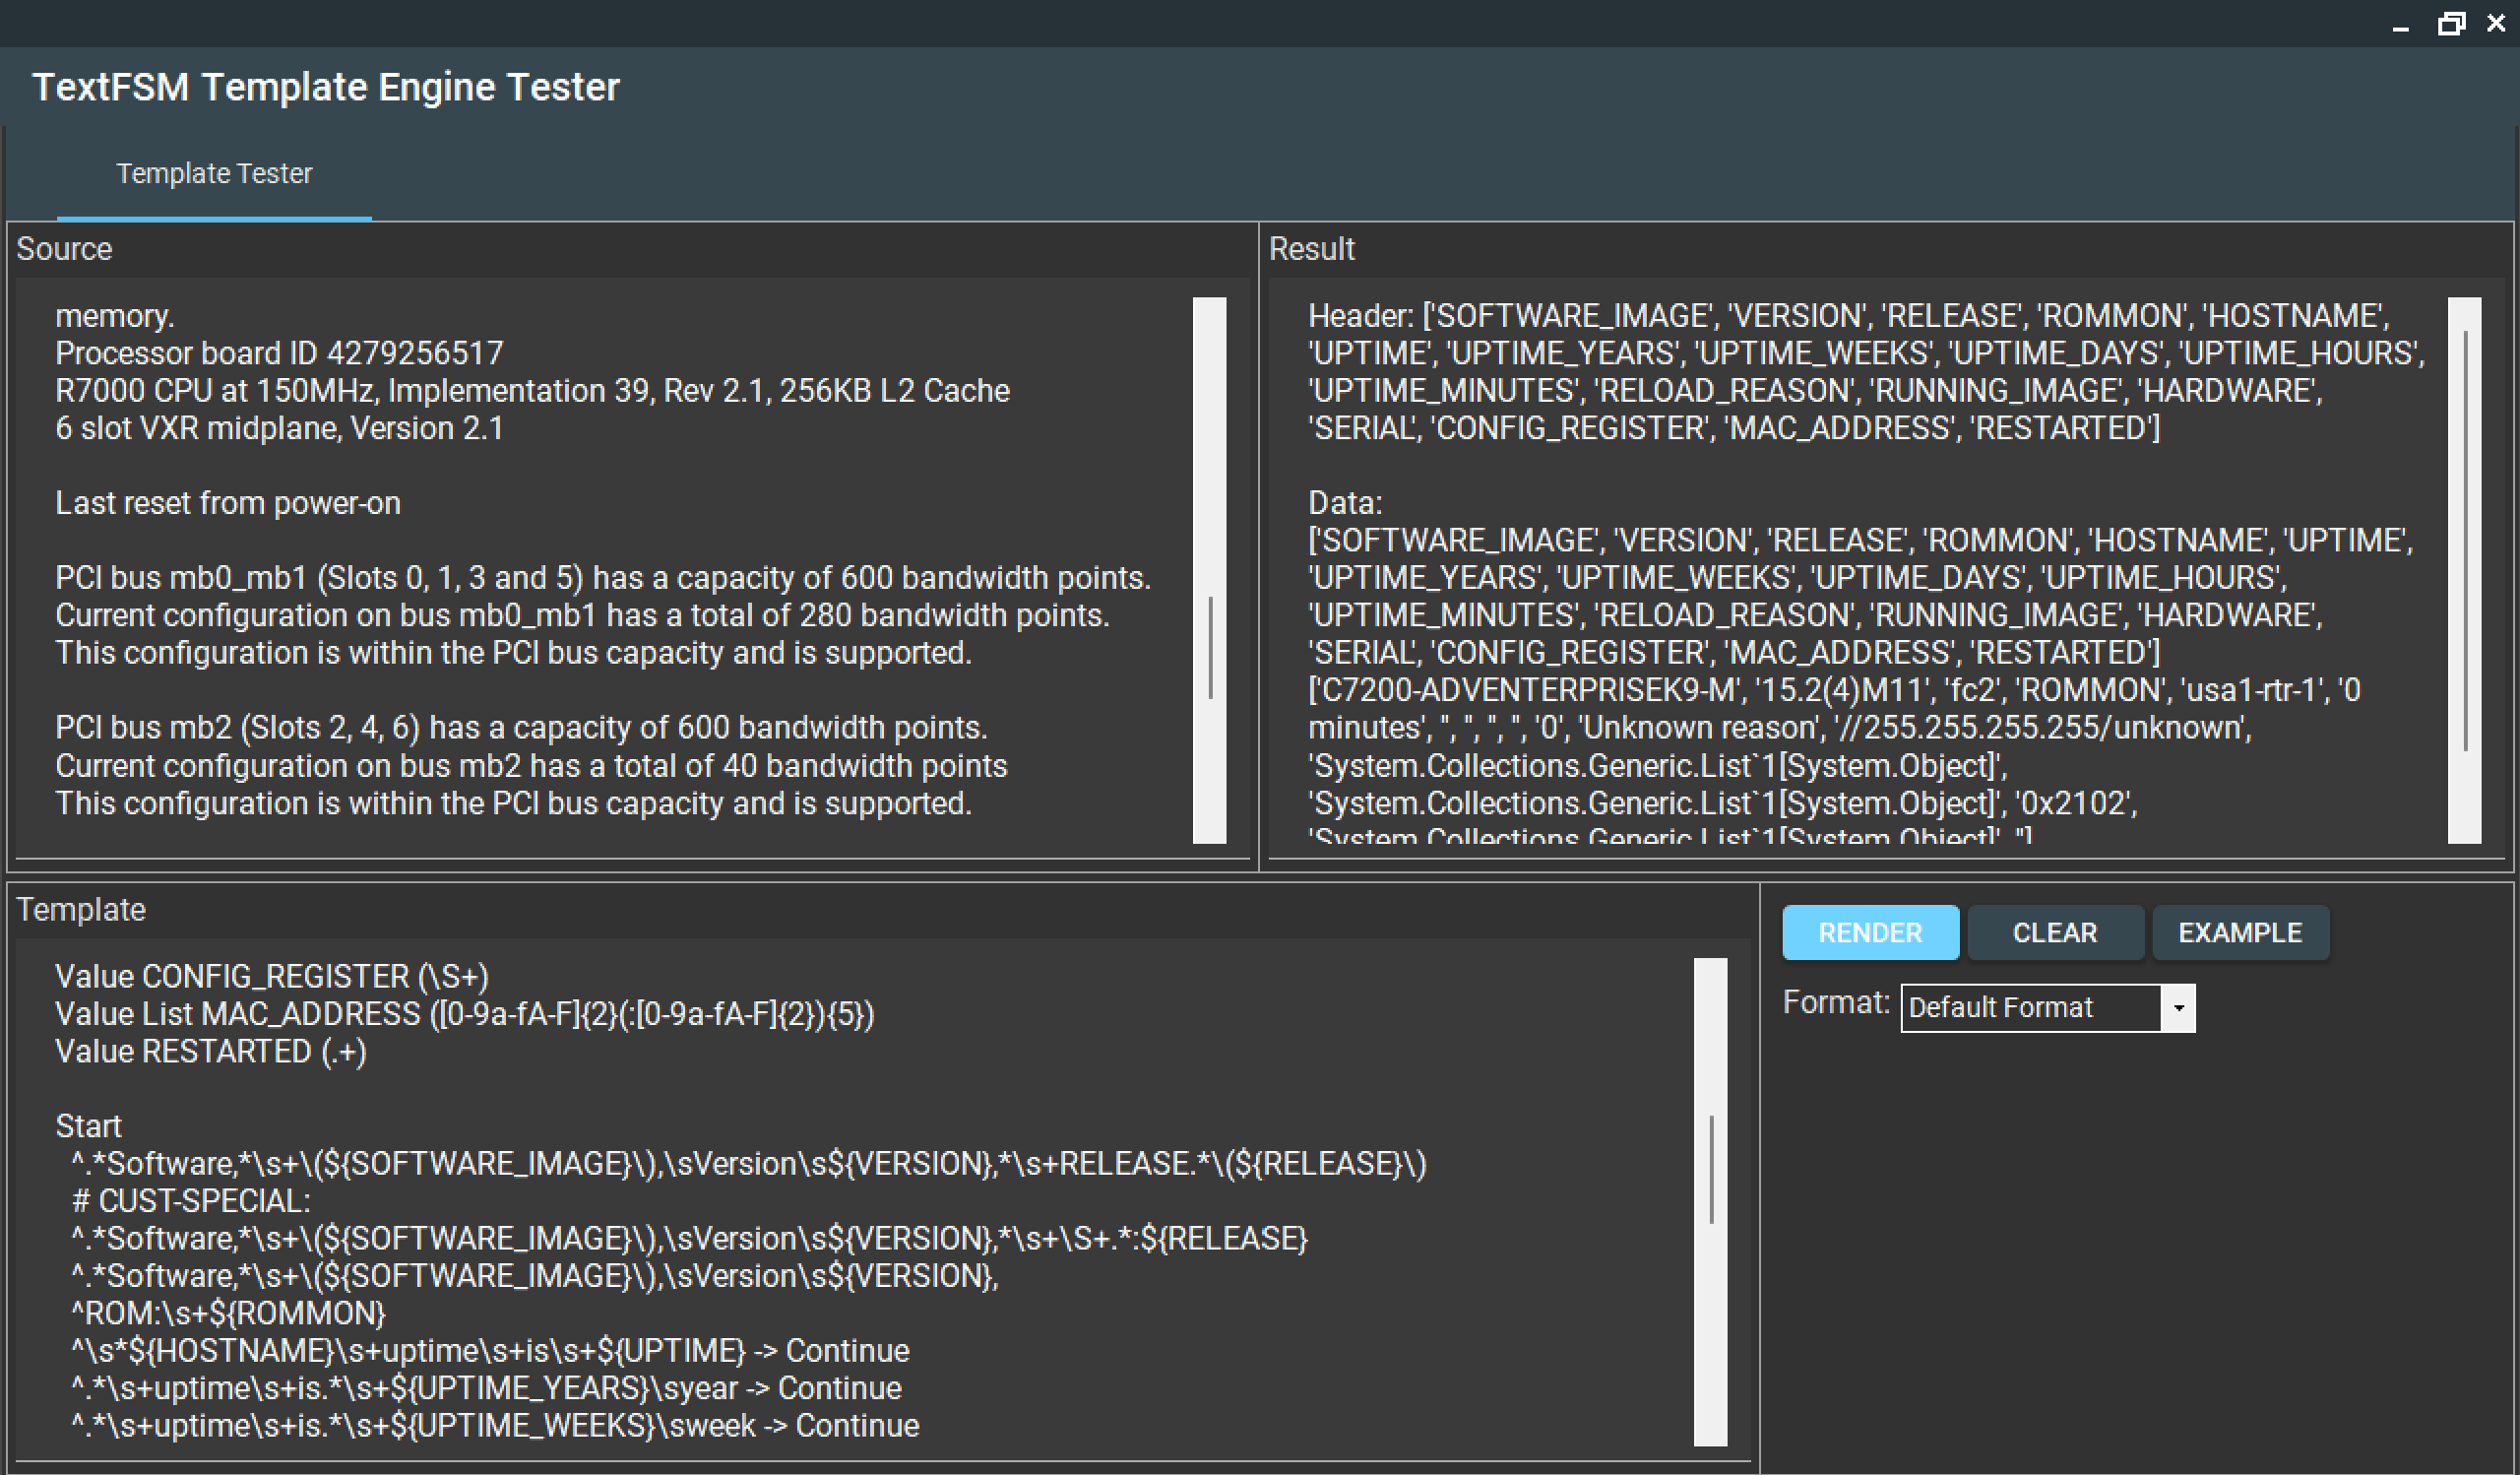 TextFSM Template Engine Tester
Template Tester
Source
memory.
Processor board ID 4279256517
R7000 CPU at 150MHz, Implementation 39, Rev 2.1, 256KB L2 Cache
6 slot VXR midplane, Version 2.1
Last reset from power-on
PCI bus mb0_mb1 (Slots 0, 1, 3 and 5) has a capacity of 600 bandwidth points.
Current configuration on bus mb0_mb1 has a total of 280 bandwidth points.
This configuration is within the PCI bus capacity and is supported.
PCI bus mb2 (Slots 2, 4, 6) has a capacity of 600 bandwidth points.
Current configuration on bus mb2 has a total of 40 bandwidth points
This configuration is within the PCI bus capacity and is supported.
Result
Header: ['SOFTWARE_IMAGE', 'VERSION', 'RELEASE', 'ROMMON', 'HOSTNAME',
'UPTIME', 'UPTIME_YEARS', 'UPTIME_WEEKS', 'UPTIME_DAYS', 'UPTIME_HOURS',
'UPTIME_MINUTES', 'RELOAD_REASON', 'RUNNING_IMAGE', 'HARDWARE',
'SERIAL', 'CONFIG_REGISTER', 'MAC_ADDRESS', 'RESTARTED']
Data:
['SOFTWARE_IMAGE', 'VERSION', 'RELEASE', 'ROMMON', 'HOSTNAME', 'UPTIME',
'UPTIME_YEARS', 'UPTIME_WEEKS', 'UPTIME_DAYS', 'UPTIME_HOURS',
'UPTIME_MINUTES', 'RELOAD_REASON', 'RUNNING_IMAGE', 'HARDWARE',
'SERIAL', 'CONFIG_REGISTER', 'MAC_ADDRESS', 'RESTARTED']
['C7200-ADVENTERPRISEK9-M', '15.2(4)M11', 'fc2', 'ROMMON', 'usa1-rtr-1', '0
minutes', '', '', '', '', '0', 'Unknown reason', '//255.255.255.255/unknown',
'System.Collections.Generic.List`1[System.Object]',
'System.Collections.Generic.List`1[System.Object]', '0x2102',
'System.Collections.Generic.List`1[System.Object]', '']
Template
Value CONFIG_REGISTER (\S+)
Value List MAC_ADDRESS ([0-9a-fA-F]{2}(:[0-9a-fA-F]{2}){5})
Value RESTARTED (.+)
Start
^.*Software,*\s+\(${SOFTWARE_IMAGE}\),\sVersion\s${VERSION},*\s+RELEASE.*\(${RELEASE}\)
# CUST-SPECIAL:
^.*Software,*\s+\(${SOFTWARE_IMAGE}\),\sVersion\s${VERSION},*\s+\S+.*:${RELEASE}
^.*Software,*\s+\(${SOFTWARE_IMAGE}\),\sVersion\s${VERSION},
^ROM:\s+${ROMMON}
^\s*${HOSTNAME}\s+uptime\s+is\s+${UPTIME} -> Continue
^.*\s+uptime\s+is.*\s+${UPTIME_YEARS}\syear -> Continue
^.*\s+uptime\s+is.*\s+${UPTIME_WEEKS}\sweek -> Continue
RENDER CLEAR EXAMPLE
Format: Default Format